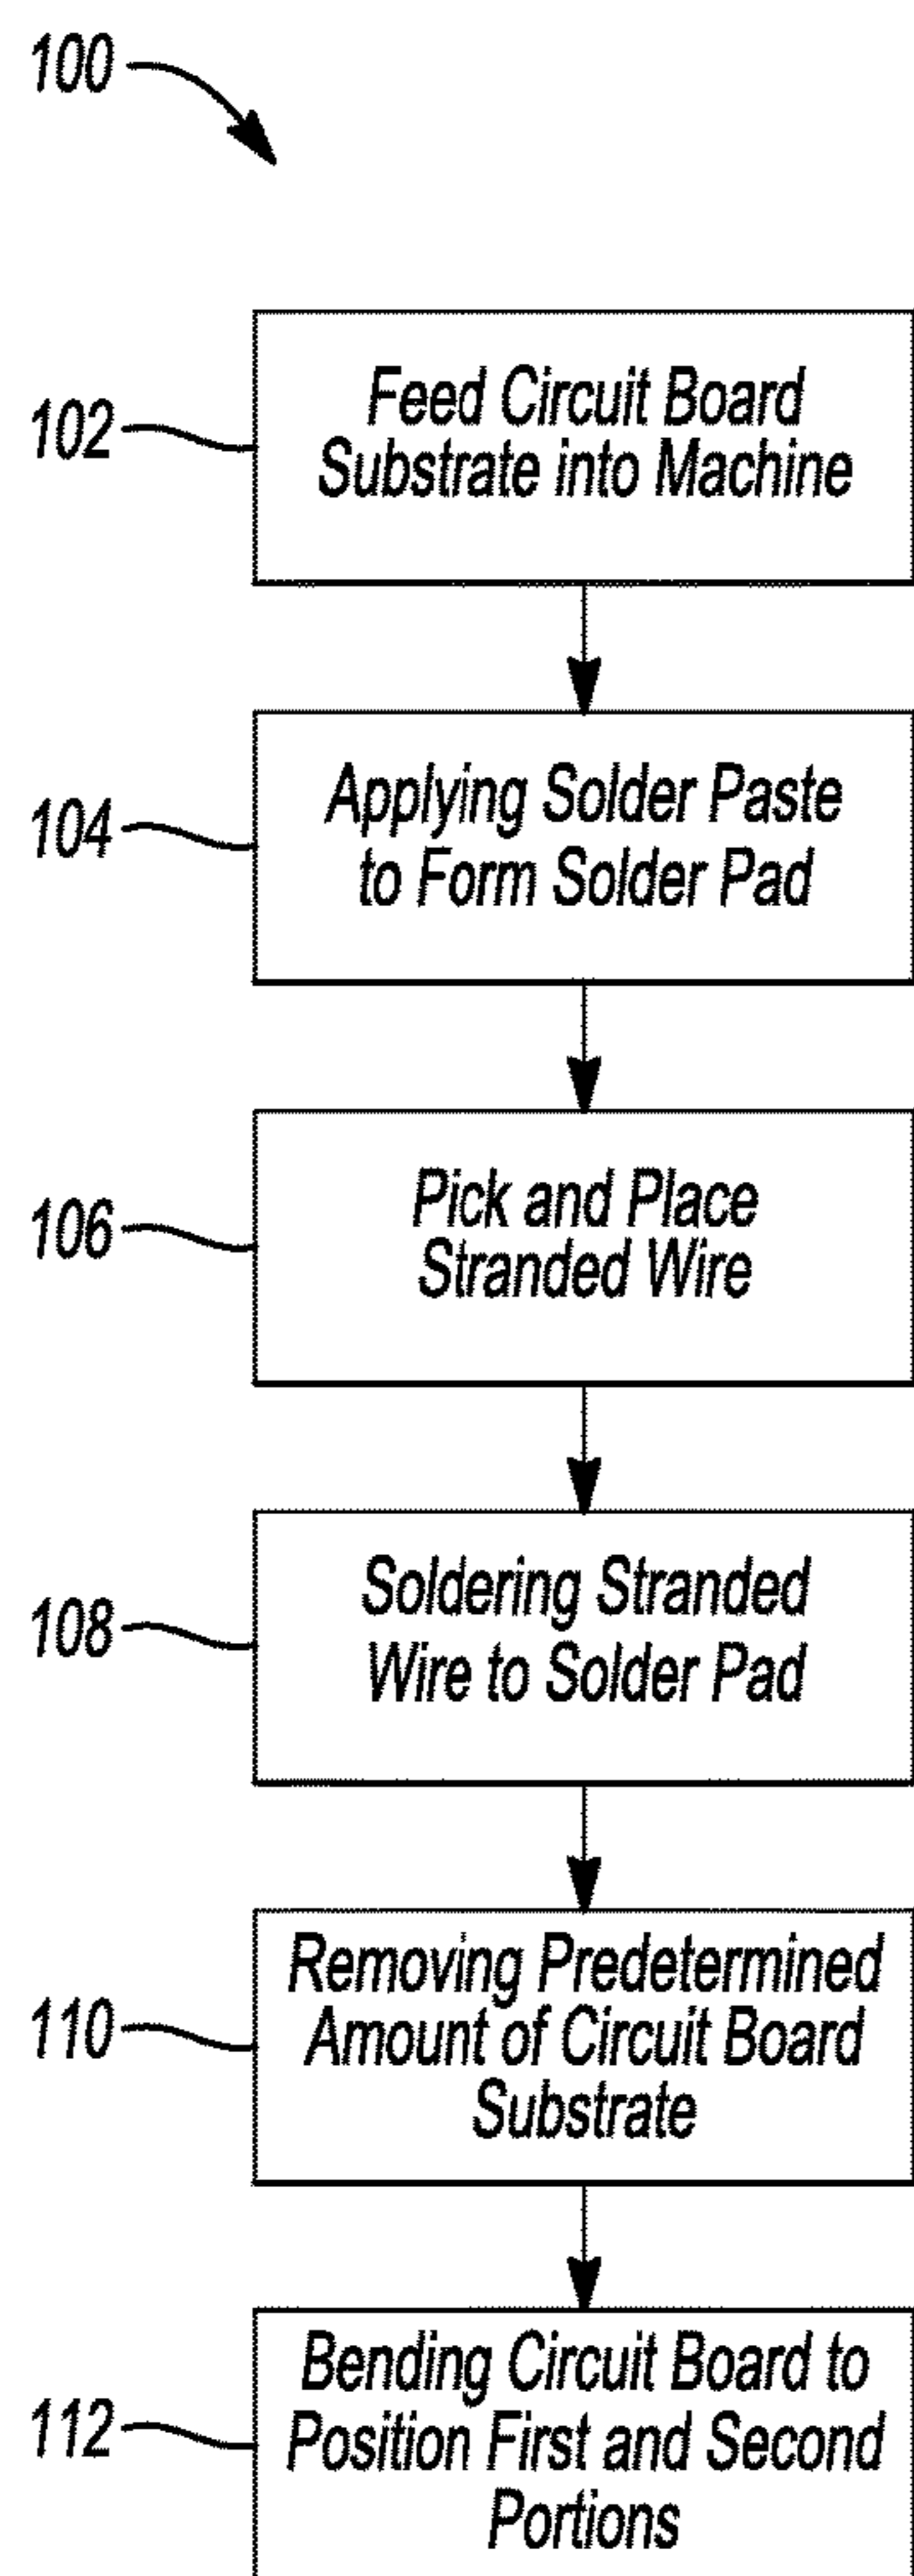 100
102
Feed Circuit Board
Substrate into Machine
104
Applying Solder Paste
to Form Solder Pad
106
Pick and Place
Stranded Wire
108
Soldering Stranded
Wire to Solder Pad
110
Removing Predetermined
Amount of Circuit Board
Substrate
112
Bending Circuit Board to
Position First and Second
Portions